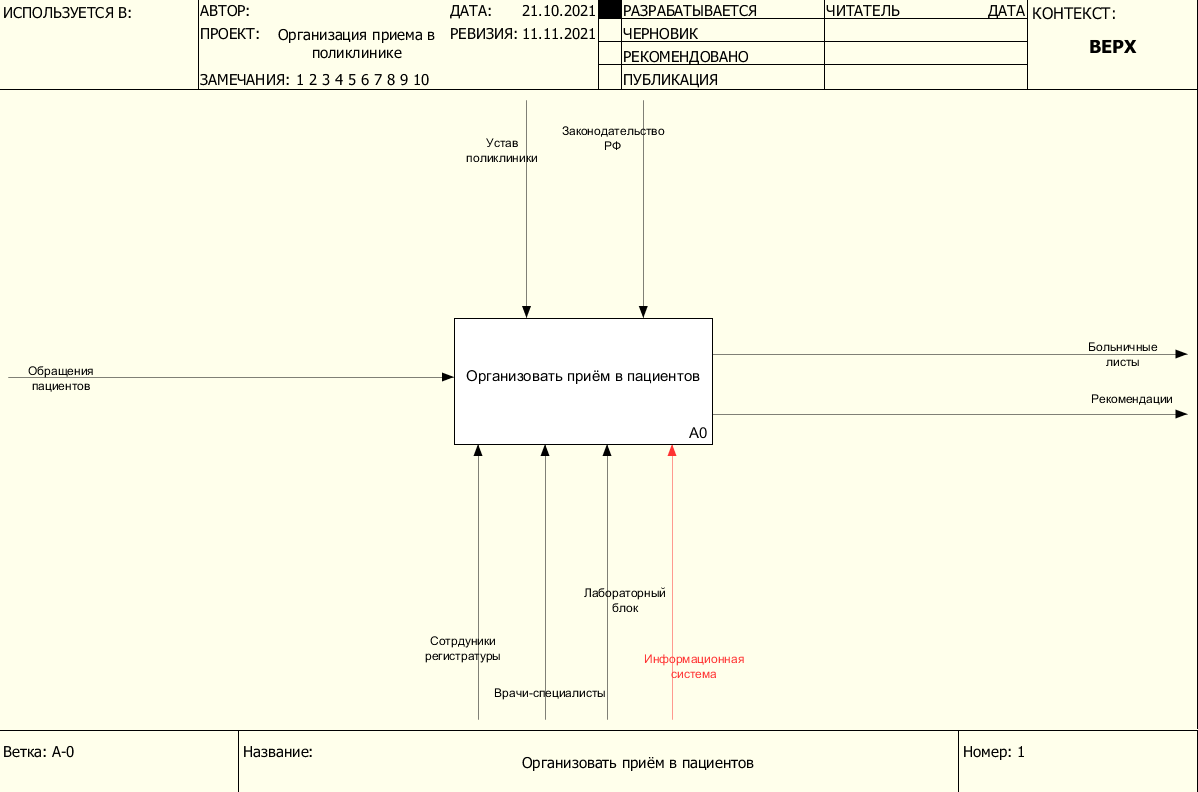 ИСПОЛЬЗУЕТСЯ В:
АВТОР:
ДАТА: 21.10.2021
РАЗРАБАТЫВАЕТСЯ
ЧИТАТЕЛЬ
ДАТА
КОНТЕКСТ:
ПРОЕКТ: Организация приема в
поликлинике
РЕВИЗИЯ: 11.11.2021
ЧЕРНОВИК
ВЕРХ
РЕКОМЕНДОВАНО
ЗАМЕЧАНИЯ: 1 2 3 4 5 6 7 8 9 10
ПУБЛИКАЦИЯ
Устав
поликлиники
Законодательство
РФ
Обращения
пациентов
Организовать приём в пациентов
A0
Больничные
листы
Рекомендации
Лабораторный
блок
Сотрдуники
регистратуры
Информационная
система
Врачи-специалисты
Ветка: A-0
Название:
Организовать приём в пациентов
Номер: 1